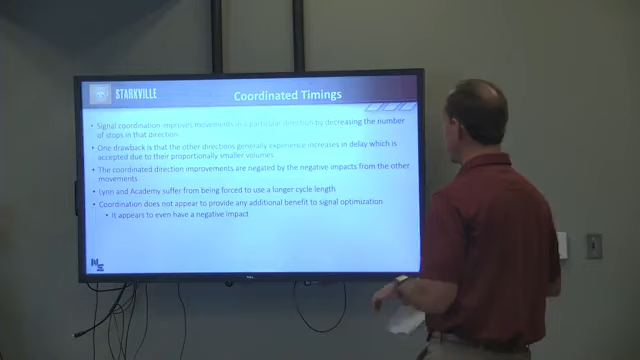 STARKVILLE
Coordinated Timings
• Signal coordination improves movements in a particular direction by decreasing the number
of stops in that direction
• One drawback is that the other directions generally experience increases in delay which is
accepted due to their proportionally smaller volumes
• The coordinated direction improvements are negated by the negative impacts from the other
movements
• Lynn and Academy suffer from being forced to use a longer cycle length
• Coordination does not appear to provide any additional benefit to signal optimization
• It appears to even have a negative impact